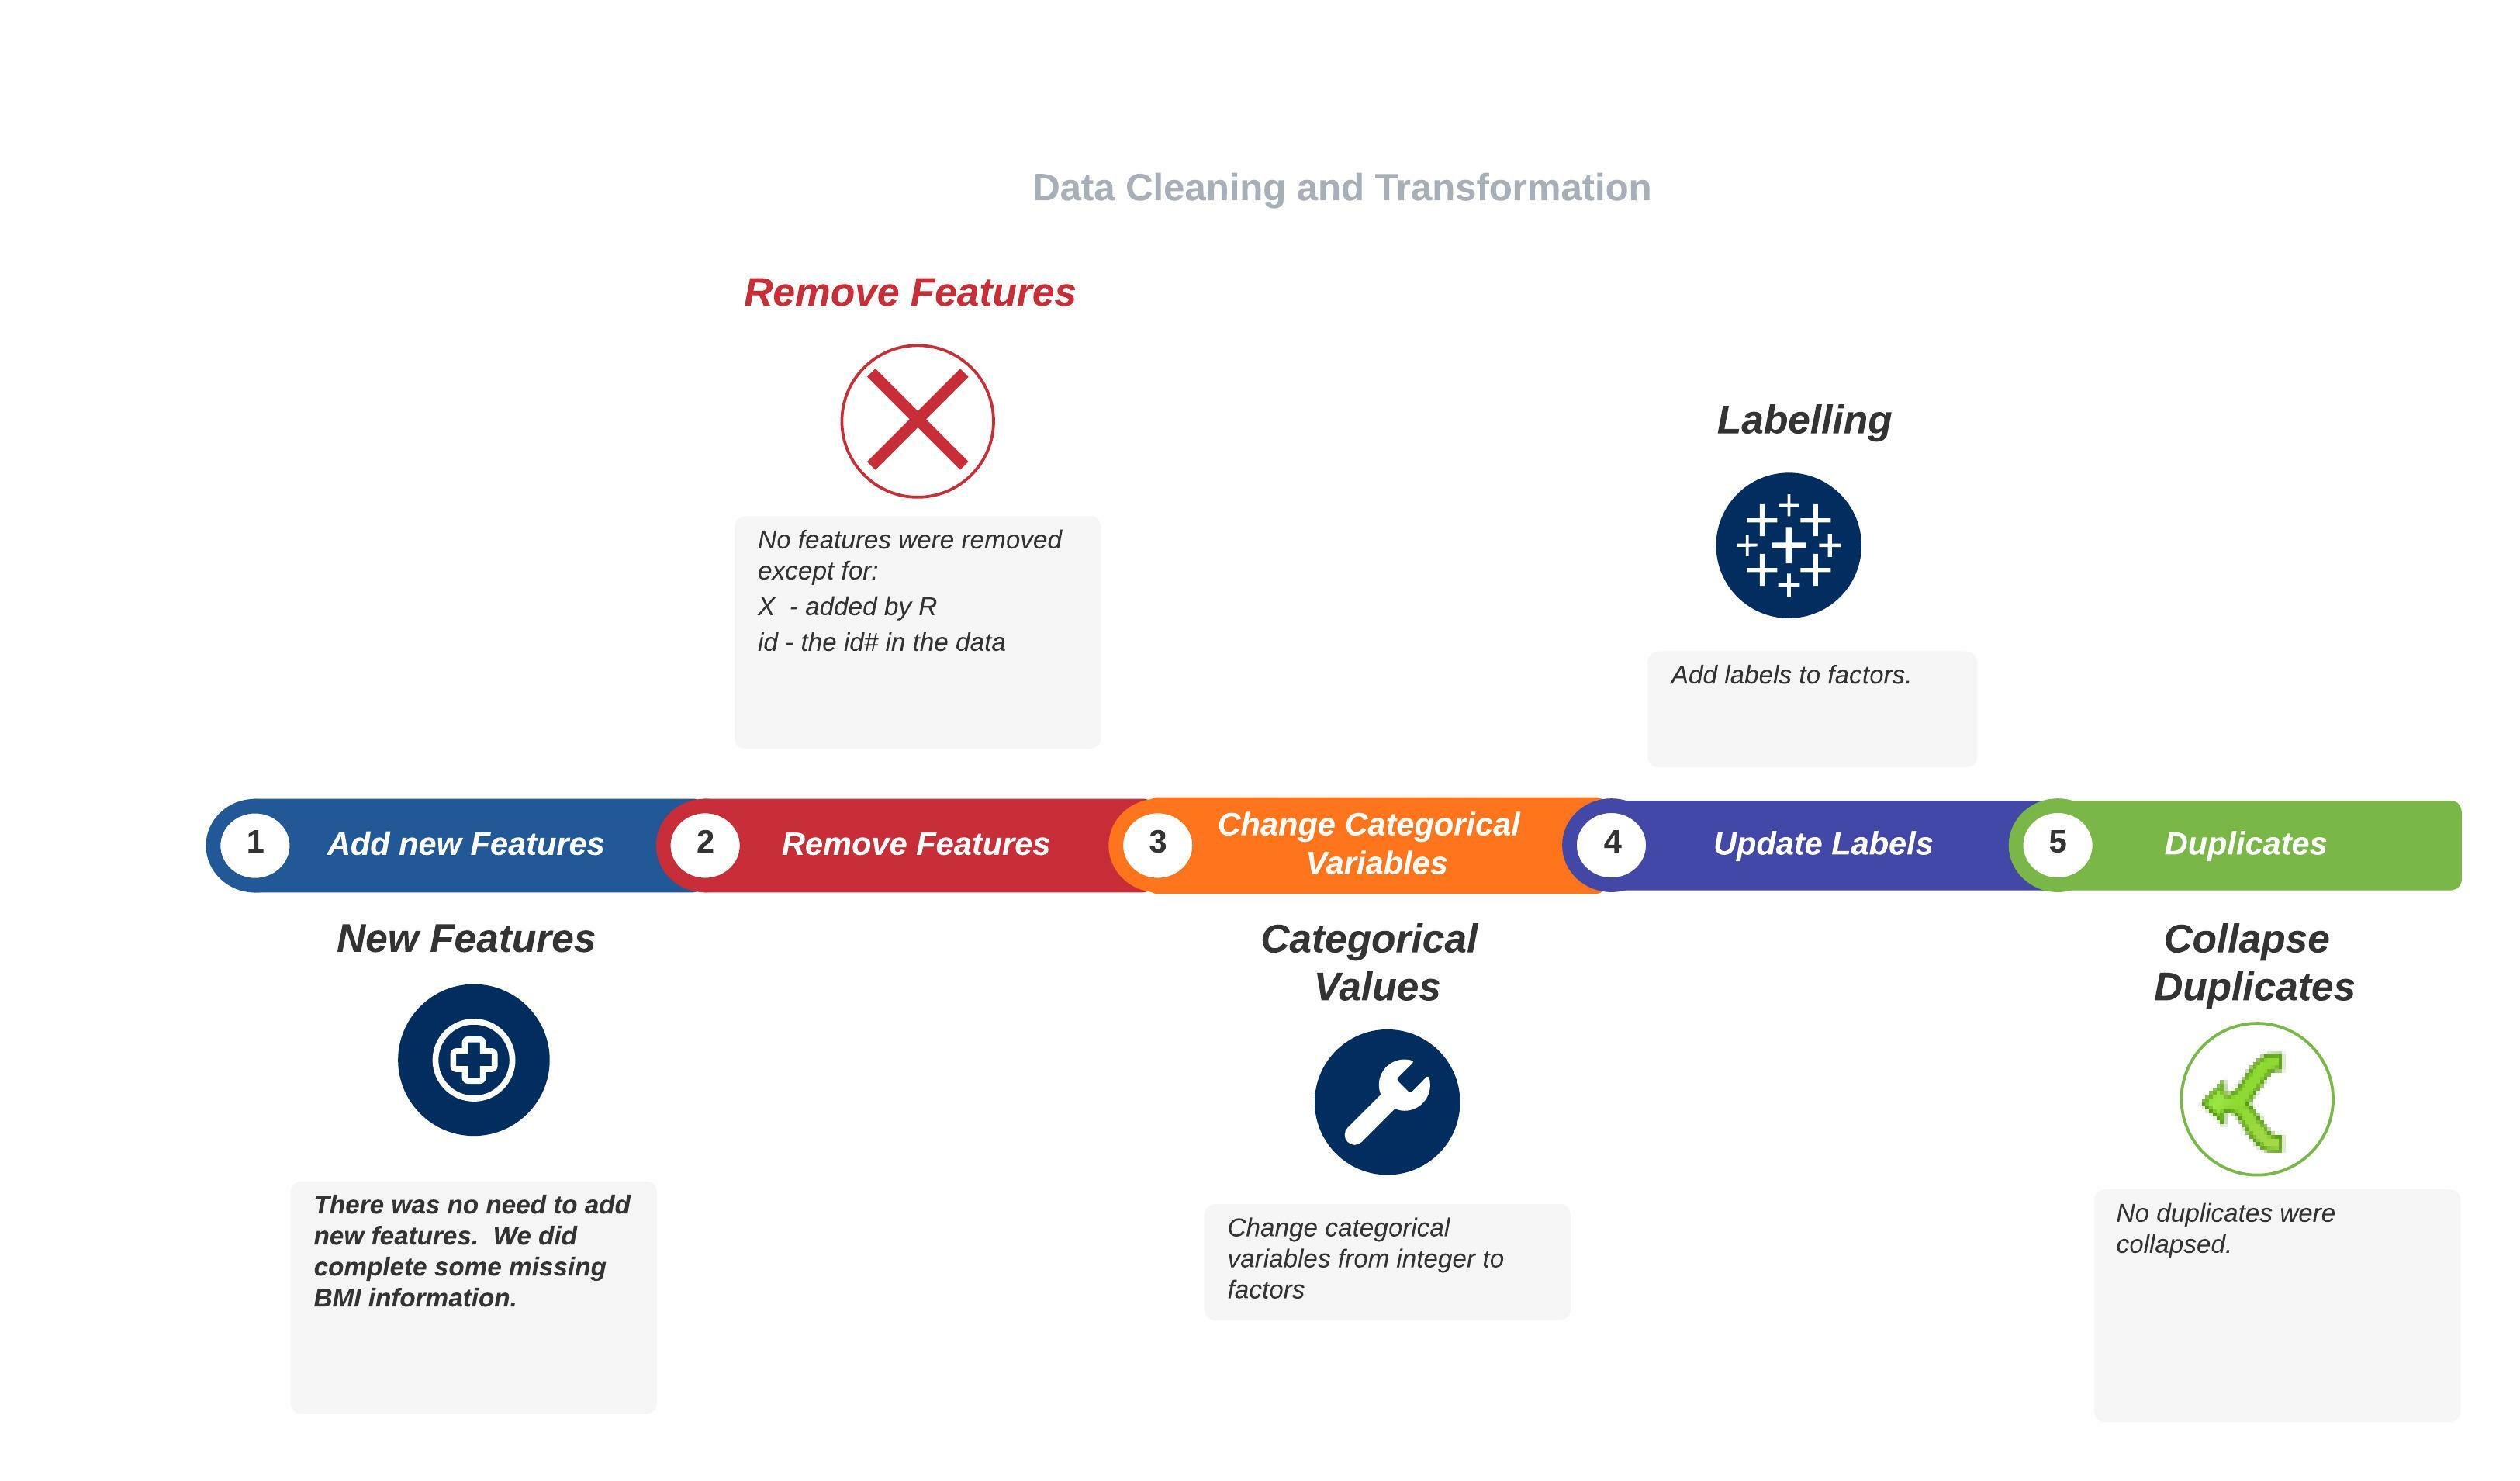 Data Cleaning and Transformation
Remove Features
No features were removed
except for:
X  - added by R
id - the id# in the data
Labelling
Add labels to factors.
1
Add new Features
2
Remove Features
3
Change Categorical
Variables
4
Update Labels
5
Duplicates
New Features
There was no need to add
new features.  We did
complete some missing
BMI information.
Categorical
Values
Change categorical
variables from integer to
factors
Collapse
Duplicates
No duplicates were
collapsed.